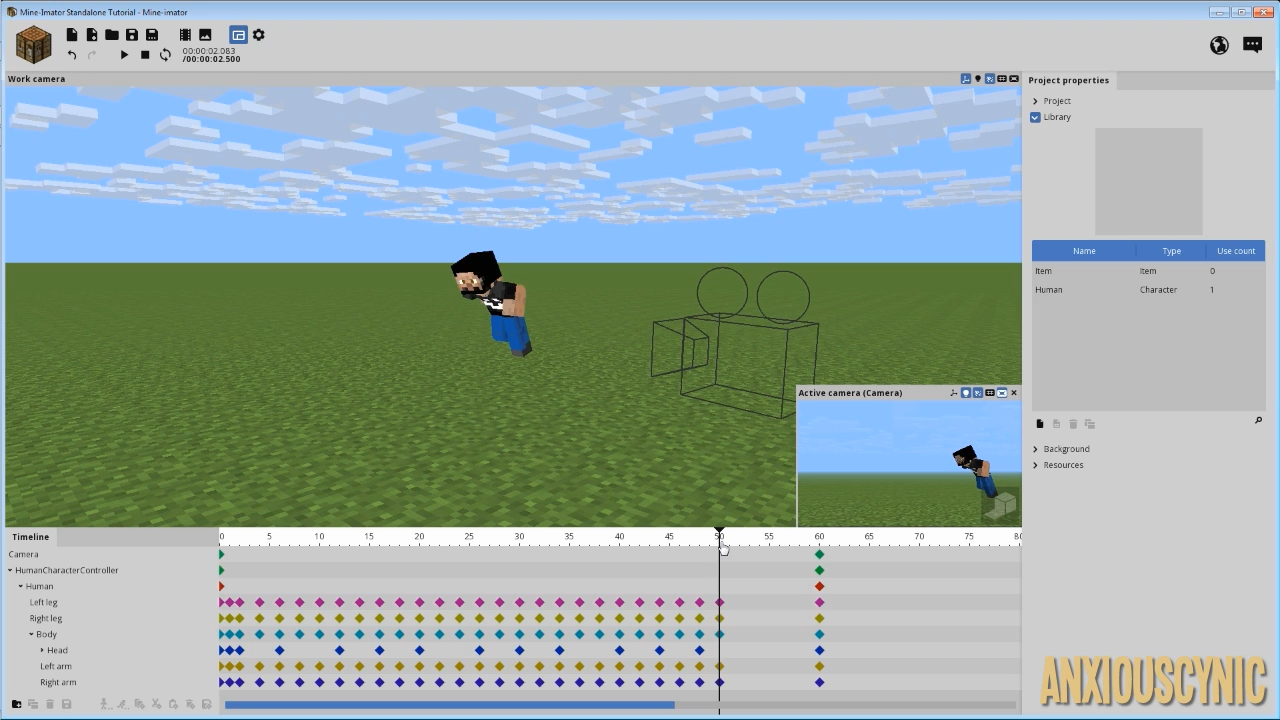 Mine-Imator Standalone Tutorial - Mine-imator
00:00:02.083
/00:00:02.500
Work camera
Project properties
Project
Library
Name Type Use count
Item Item 0
Human Character 1
Active camera (Camera)
Background
Resources
Timeline
0 5 10 15 20 25 30 35 40 45 50 55 60 65 70 75 80
Camera
HumanCharacterController
Human
Left leg
Right leg
Body
Head
Left arm
Right arm
ANXIOUSCYNIC